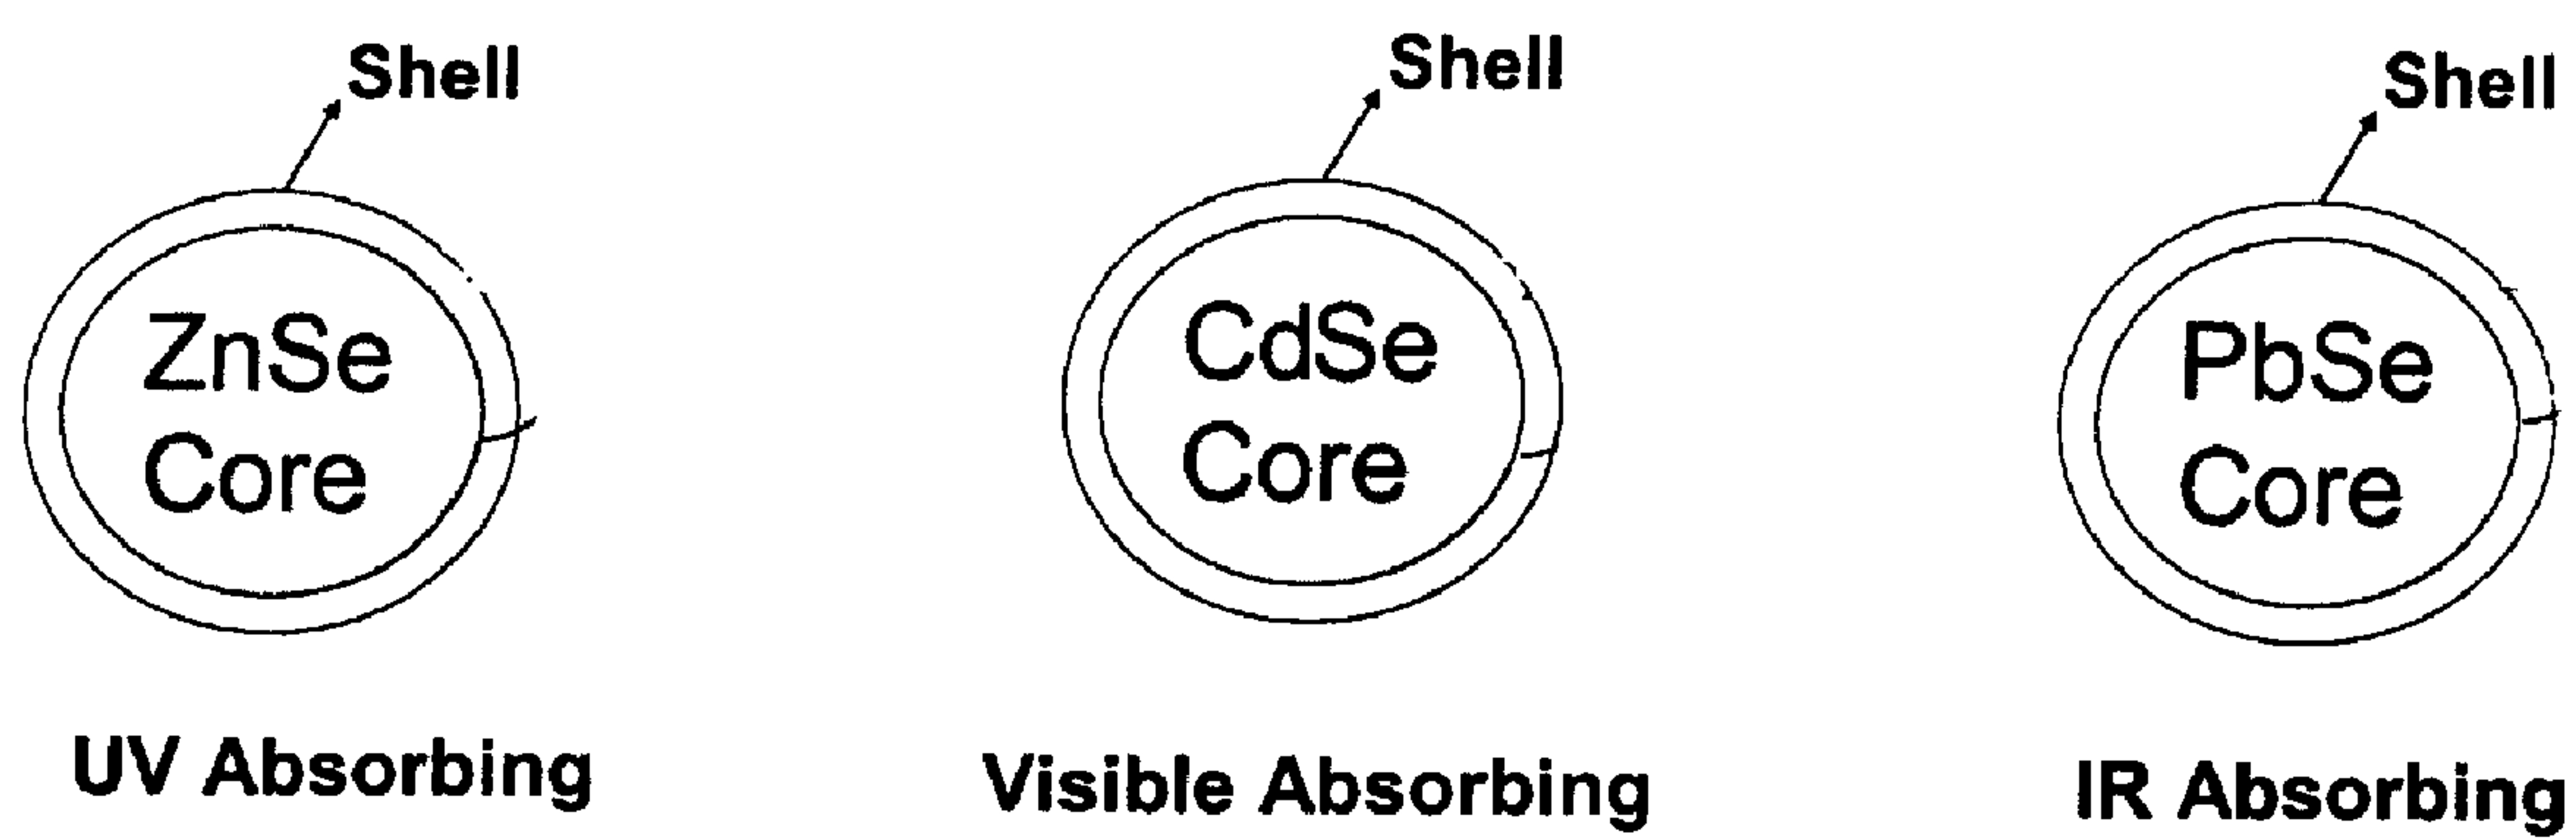 Shell
ZnSe
Core
UV Absorbing
Shell
CdSe
Core
Visible Absorbing
Shell
PbSe
Core
IR Absorbing